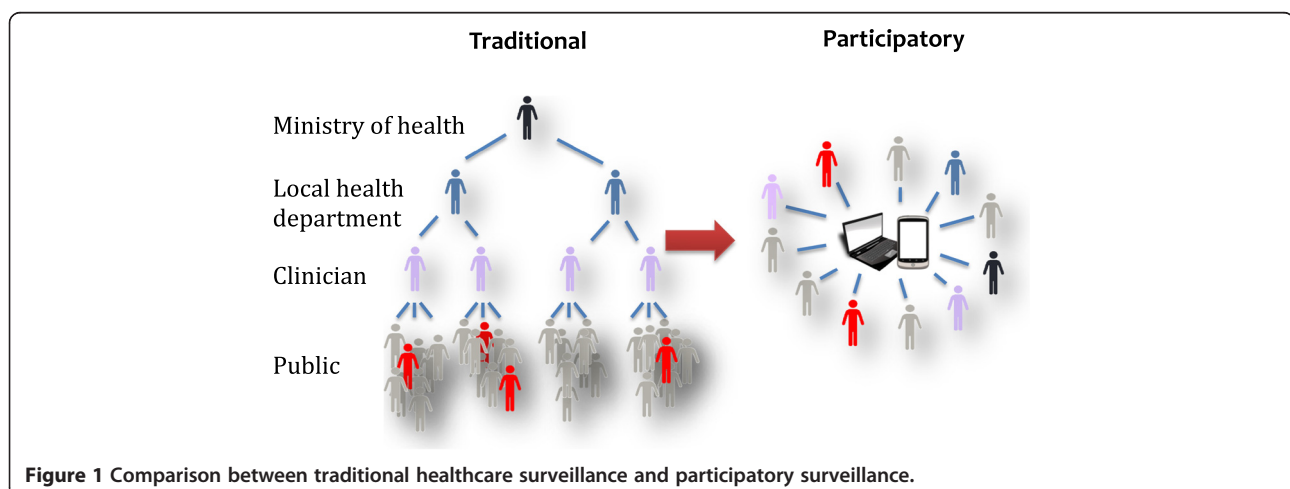 Traditional
Participatory
Ministry of health
Local health
department
Clinician
Public
Figure 1 Comparison between traditional healthcare surveillance and participatory surveillance.